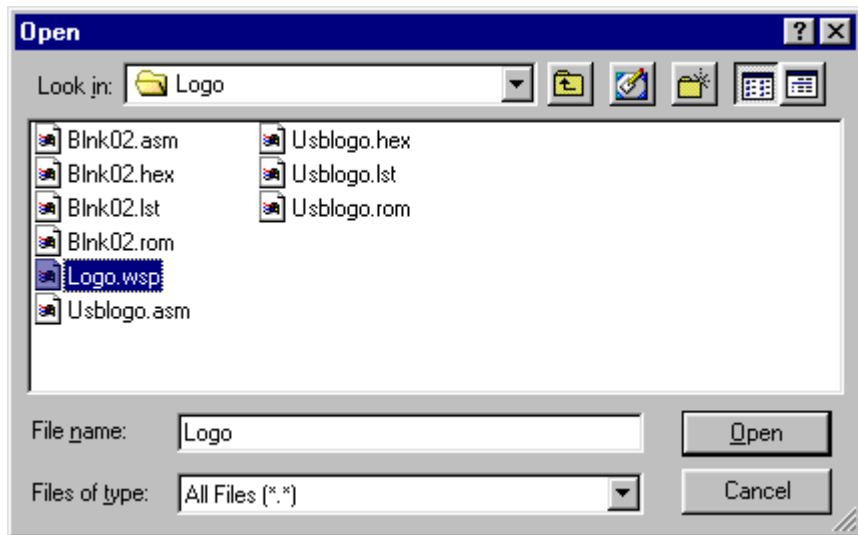 Open
Look in: Logo
Blnk02.asm
Blnk02.hex
Blnk02.lst
Blnk02.rom
Logo.wsp
Usblogo.asm
Usblogo.hex
Usblogo.lst
Usblogo.rom
File name: Logo Open
Files of type: All Files (*.*) Cancel